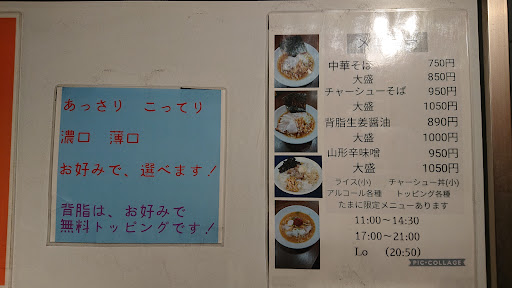 あっさり こってり
濃口 薄口
お好みで、選べます!
背脂は、お好みで
無料トッピングです!
メニュー
中華そば 750円
大盛 850円
チャーシューそば 950円
大盛 1050円
背脂生姜醤油 890円
大盛 1000円
山形辛味噌 950円
大盛 1050円
ライス(小) チャーシュー丼(小)
アルコール各種 トッピング各種
たまに限定メニューあります
11:00〜14:30
17:00〜21:00
Lo (20:50)
PIC•COLLAGE